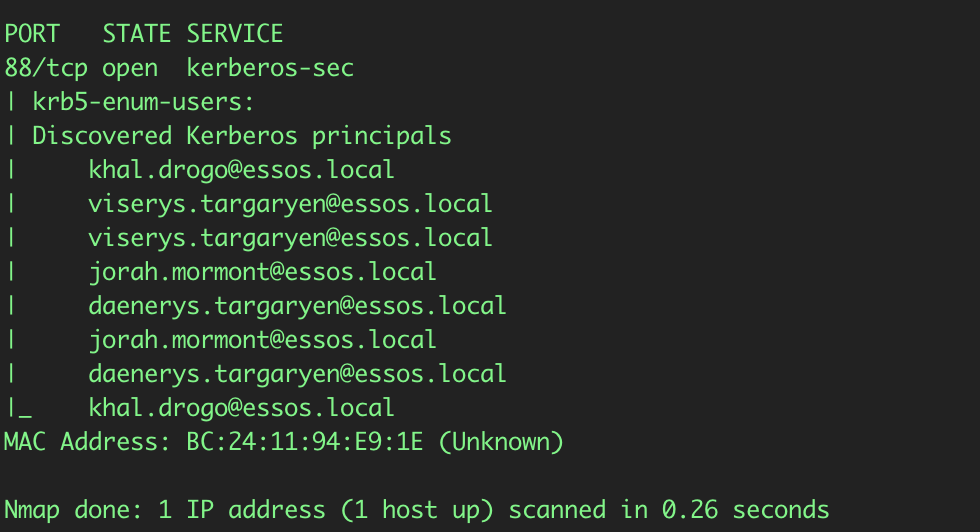 PORT   STATE SERVICE
88/tcp open  kerberos-sec
| krb5-enum-users:
| Discovered Kerberos principals
|     khal.drogo@essos.local
|     viserys.targaryen@essos.local
|     viserys.targaryen@essos.local
|     jorah.mormont@essos.local
|     daenerys.targaryen@essos.local
|     jorah.mormont@essos.local
|     daenerys.targaryen@essos.local
|_    khal.drogo@essos.local
MAC Address: BC:24:11:94:E9:1E (Unknown)
Nmap done: 1 IP address (1 host up) scanned in 0.26 seconds